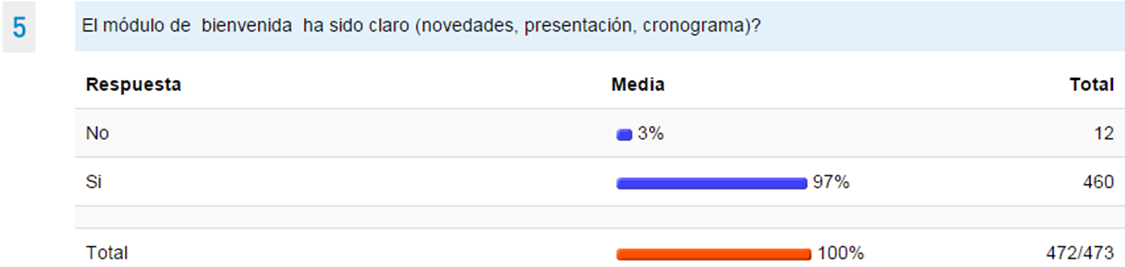 5 El módulo de bienvenida ha sido claro (novedades, presentación, cronograma)?
Respuesta Media Total
No 3% 12
Si 97% 460
Total 100% 472/473